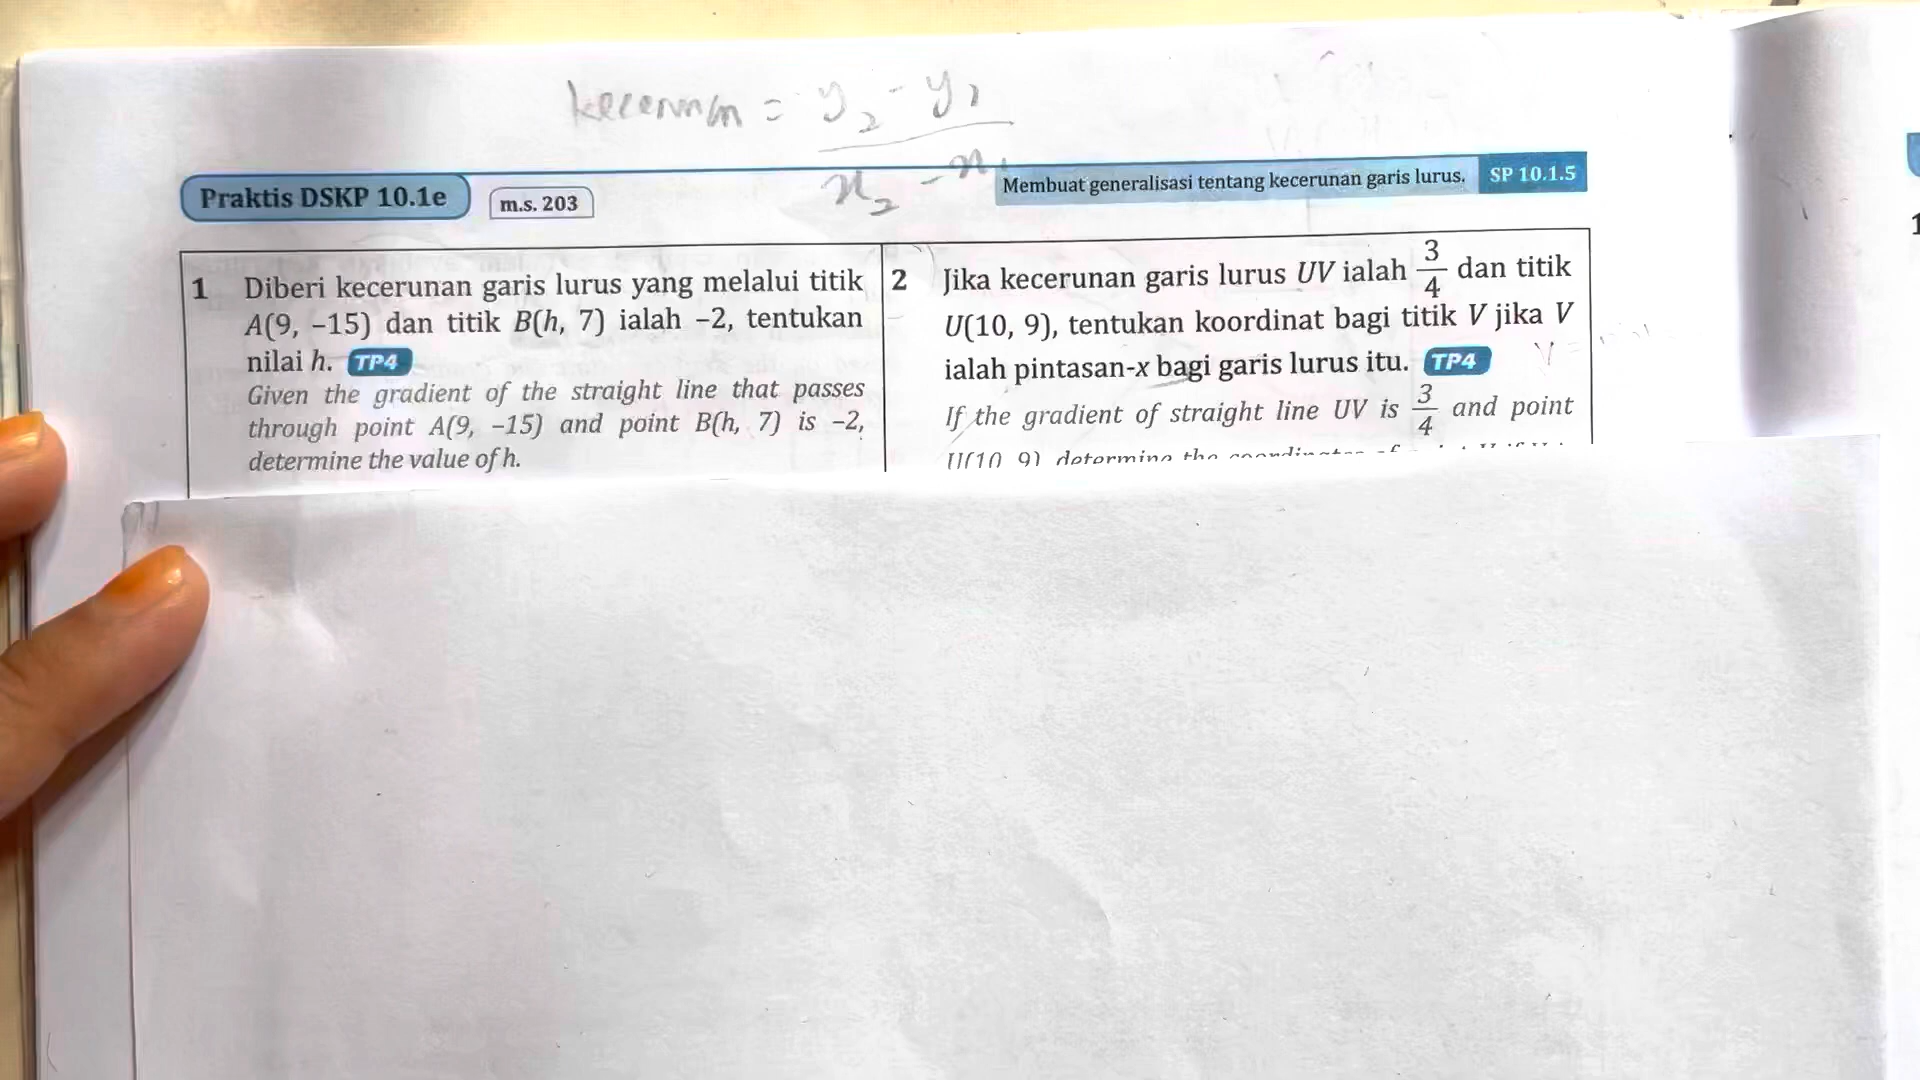 kecerunan = y2 - y1
x2 - x1
Praktis DSKP 10.1e
m.s. 203
Membuat generalisasi tentang kecerunan garis lurus.
SP 10.1.5
1 Diberi kecerunan garis lurus yang melalui titik
A(9, –15) dan titik B(h, 7) ialah –2, tentukan
nilai h. TP4
Given the gradient of the straight line that passes
through point A(9, –15) and point B(h, 7) is –2,
determine the value of h.
2 Jika kecerunan garis lurus UV ialah 3/4 dan titik
U(10, 9), tentukan koordinat bagi titik V jika V
ialah pintasan-x bagi garis lurus itu. TP4
If the gradient of straight line UV is 3/4 and point
U(10, 9) determine the